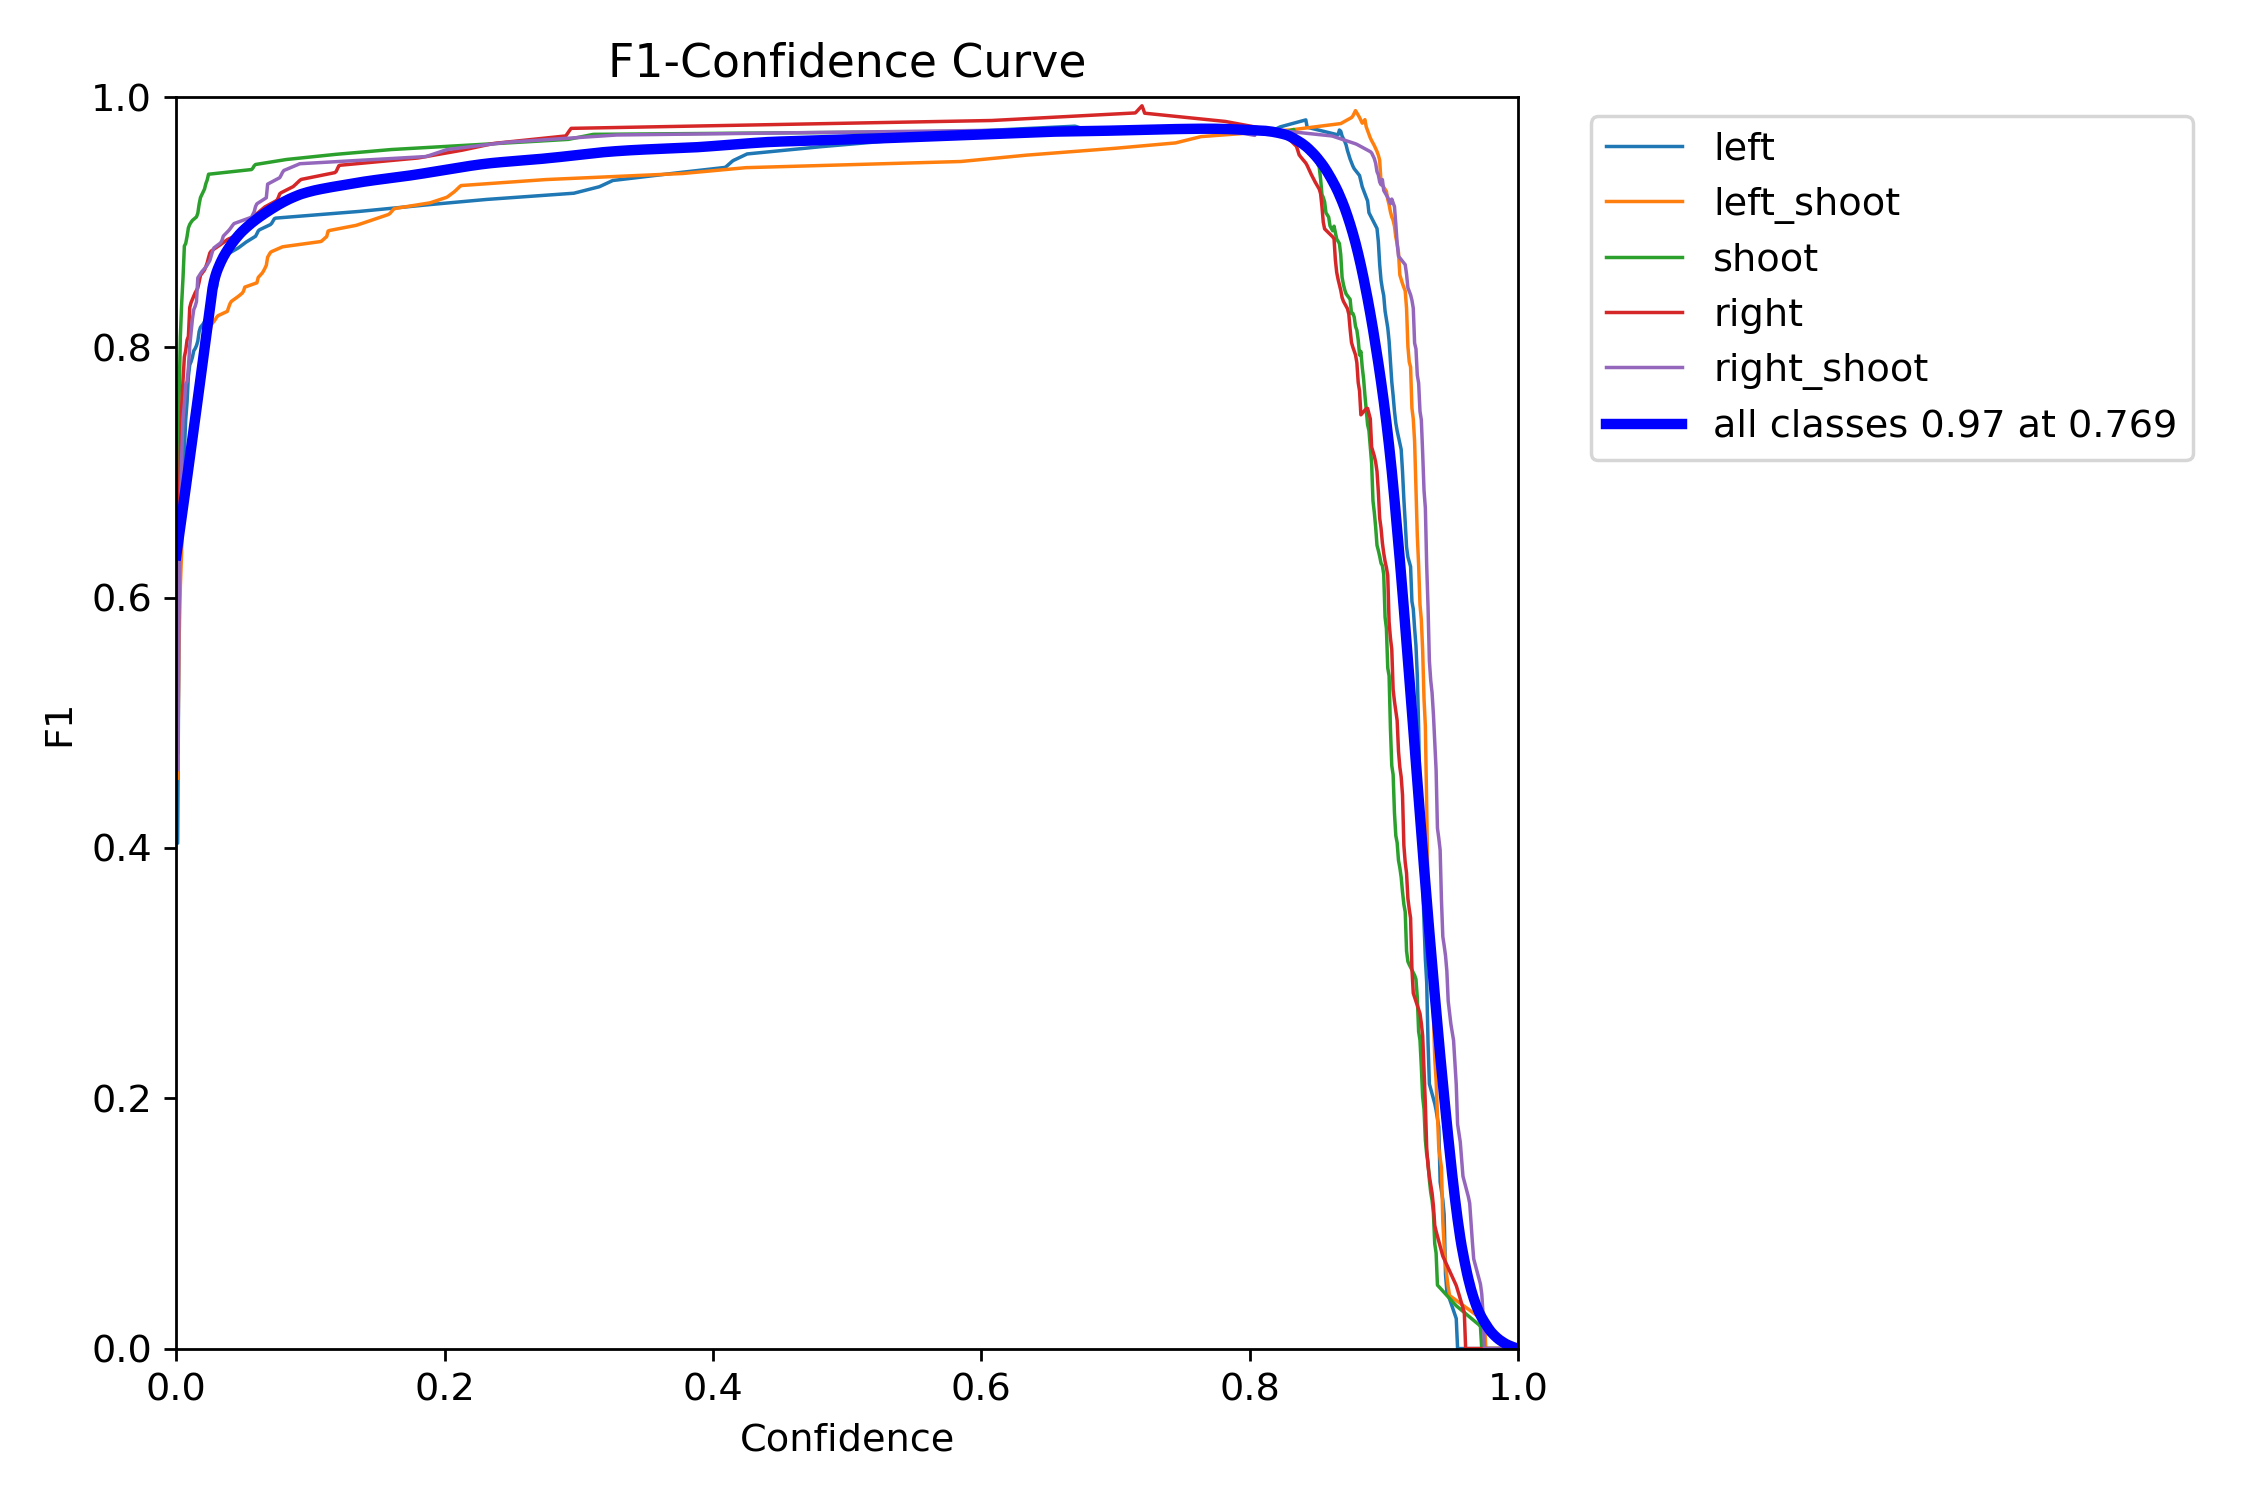 F1-Confidence Curve
1.0
0.8
0.6
0.4
0.2
0.0
F1
0.0 0.2 0.4 0.6 0.8 1.0
Confidence
left
left_shoot
shoot
right
right_shoot
all classes 0.97 at 0.769